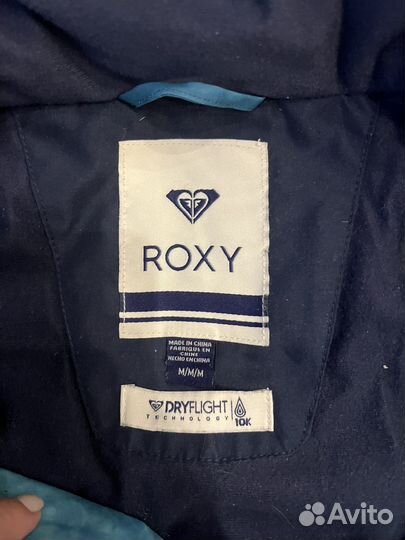 ROXY
MADE IN CHINA
FABRIQUÉ EN
CHINE
HECHO EN CHINA
M/M/M
DRYFLIGHT
TECHNOLOGY
10K
Avito